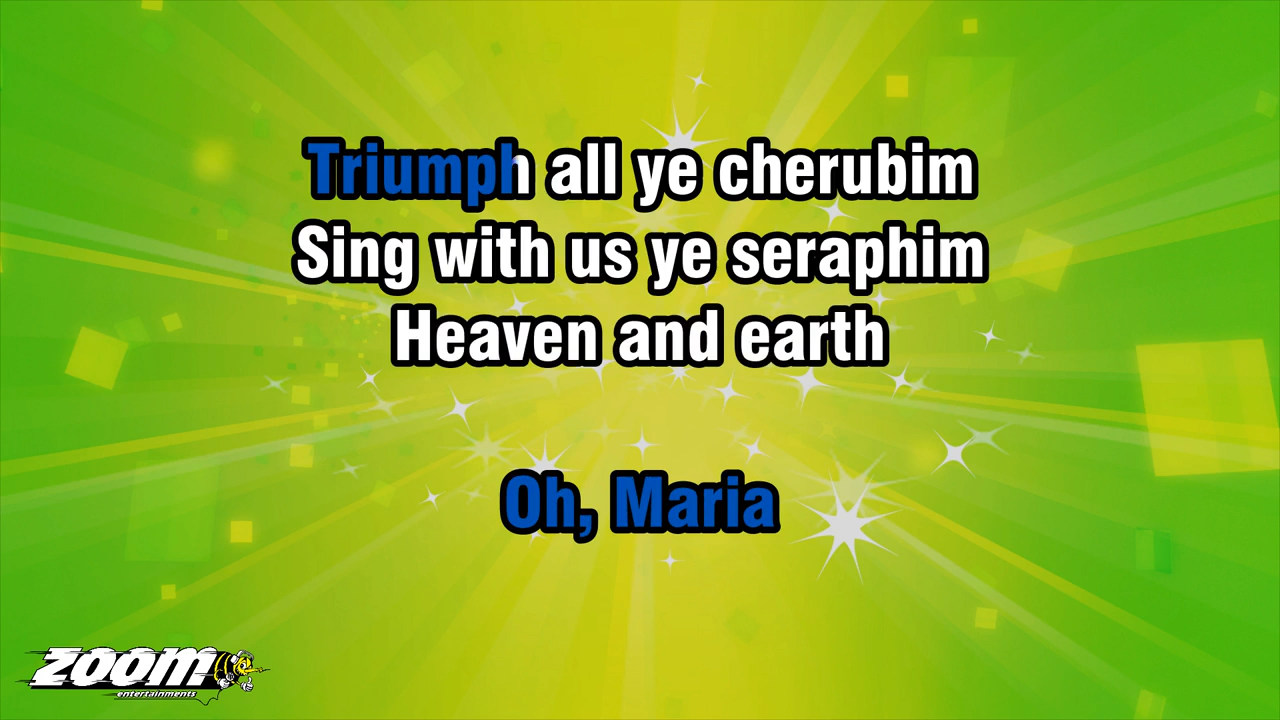 Triumph all ye cherubim
Sing with us ye seraphim
Heaven and earth
Oh, Maria
ZOOM
entertainments